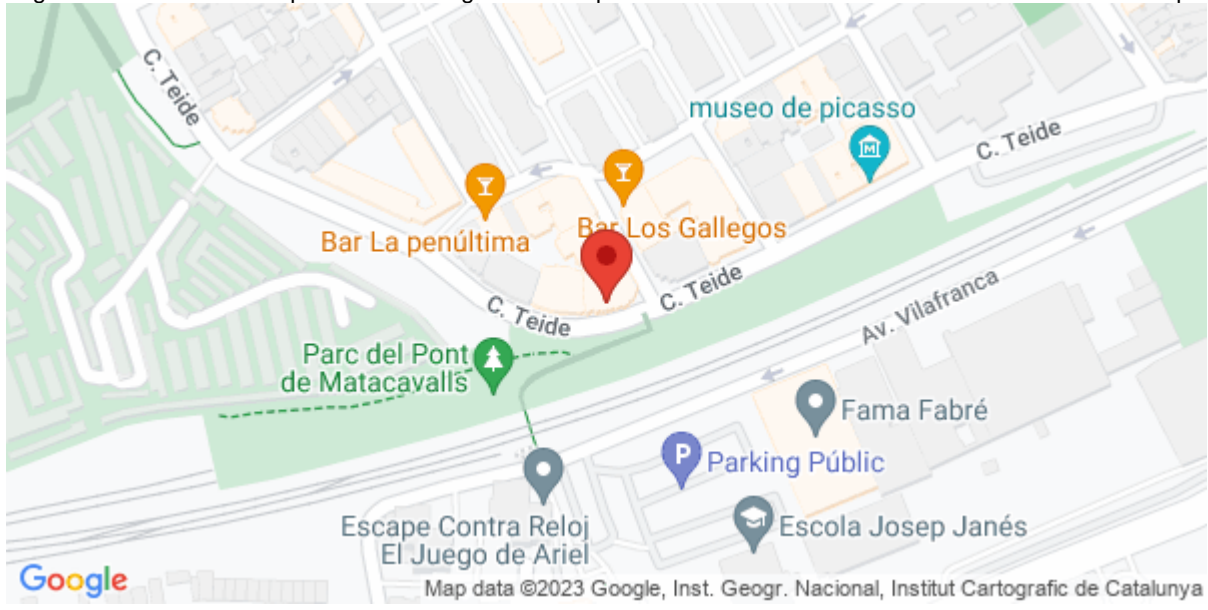 C. Teide
museo de picasso
C. Teide
Bar La penúltima
Bar Los Gallegos
C. Teide
C. Teide
Av. Vilafranca
Parc del Pont
de Matacavalls
Fama Fabré
Parking Públic
Escape Contra Reloj
El Juego de Ariel
Escola Josep Janés
Google
Map data ©2023 Google, Inst. Geogr. Nacional, Institut Cartografic de Catalunya